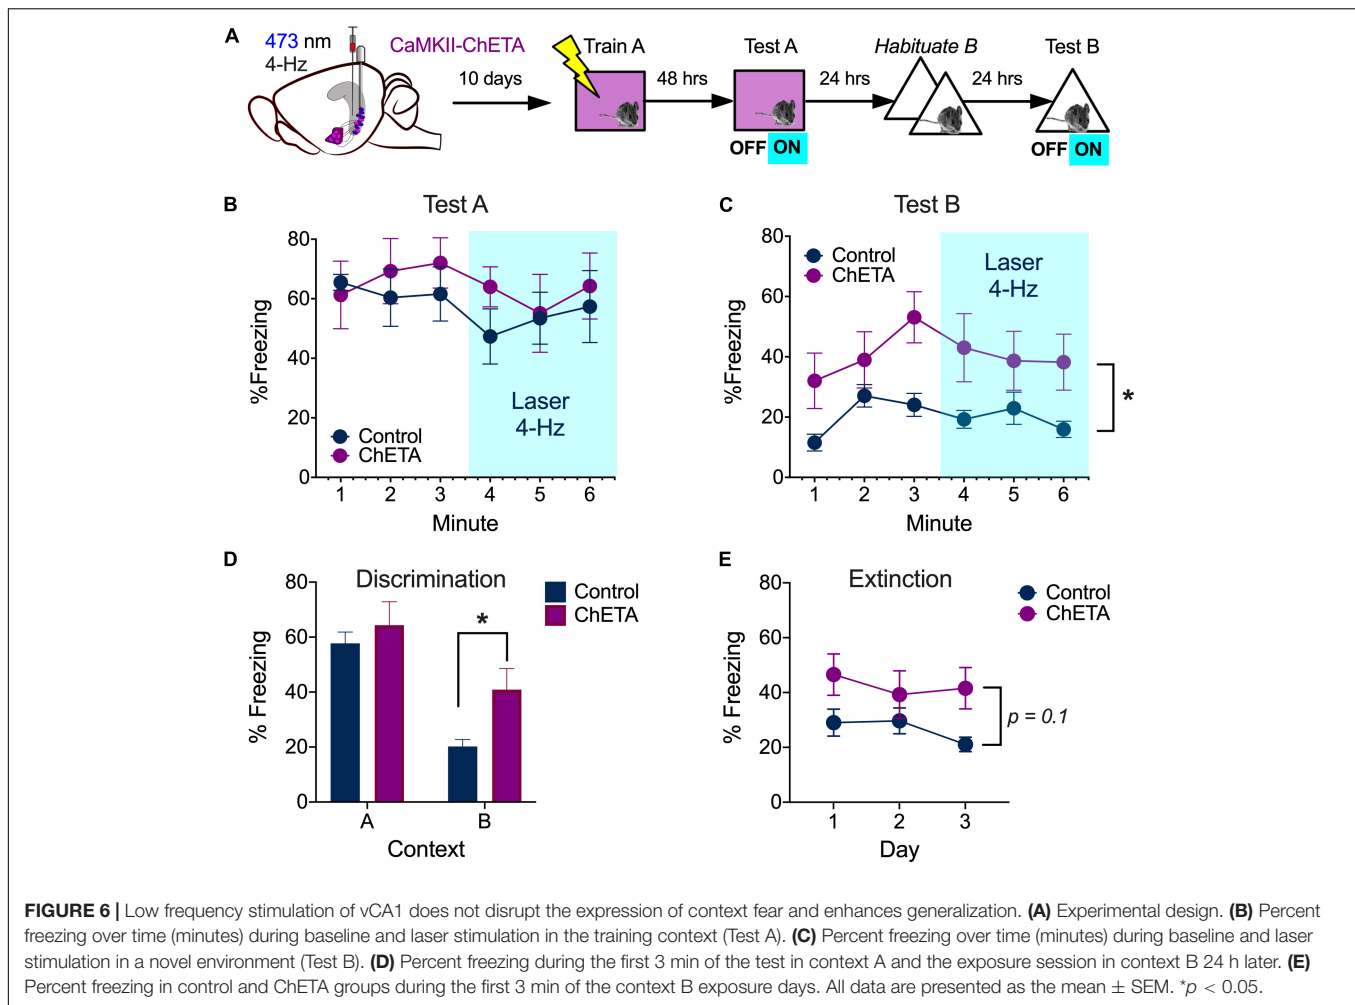 A
473 nm
4-Hz
CaMKII-ChETA
10 days
Train A
48 hrs
Test A
OFF ON
24 hrs
Habituate B
24 hrs
Test B
OFF ON
B
Test A
%Freezing
80
60
40
20
0
Laser
4-Hz
Control
ChETA
1 2 3 4 5 6
Minute
C
Test B
%Freezing
80
60
40
20
0
Control
ChETA
Laser
4-Hz
*
1 2 3 4 5 6
Minute
D
Discrimination
% Freezing
80
60
40
20
0
Control
ChETA
*
A B
Context
E
Extinction
% Freezing
80
60
40
20
0
Control
ChETA
p = 0.1
1 2 3
Day
FIGURE 6 | Low frequency stimulation of vCA1 does not disrupt the expression of context fear and enhances generalization. (A) Experimental design. (B) Percent
freezing over time (minutes) during baseline and laser stimulation in the training context (Test A). (C) Percent freezing over time (minutes) during baseline and laser
stimulation in a novel environment (Test B). (D) Percent freezing during the first 3 min of the test in context A and the exposure session in context B 24 h later. (E)
Percent freezing in control and ChETA groups during the first 3 min of the context B exposure days. All data are presented as the mean ± SEM. *p < 0.05.